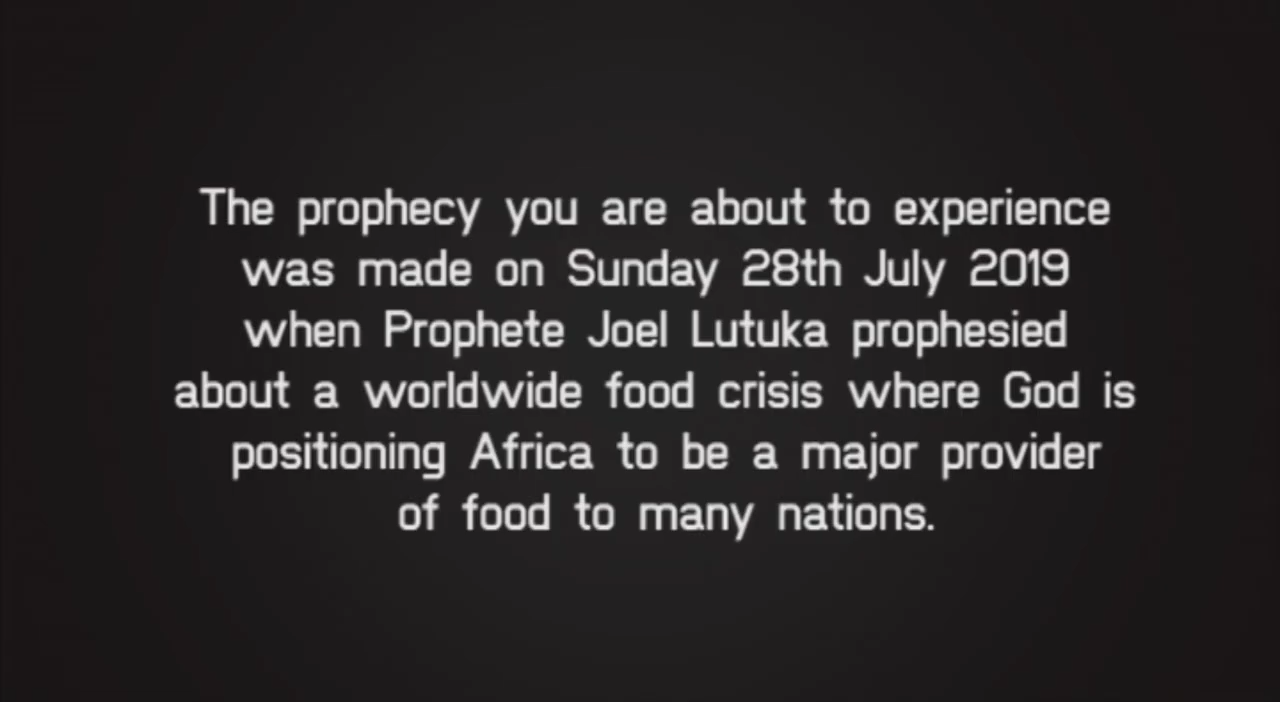 The prophecy you are about to experience
was made on Sunday 28th July 2019
when Prophete Joel Lutuka prophesied
about a worldwide food crisis where God is
positioning Africa to be a major provider
of food to many nations.